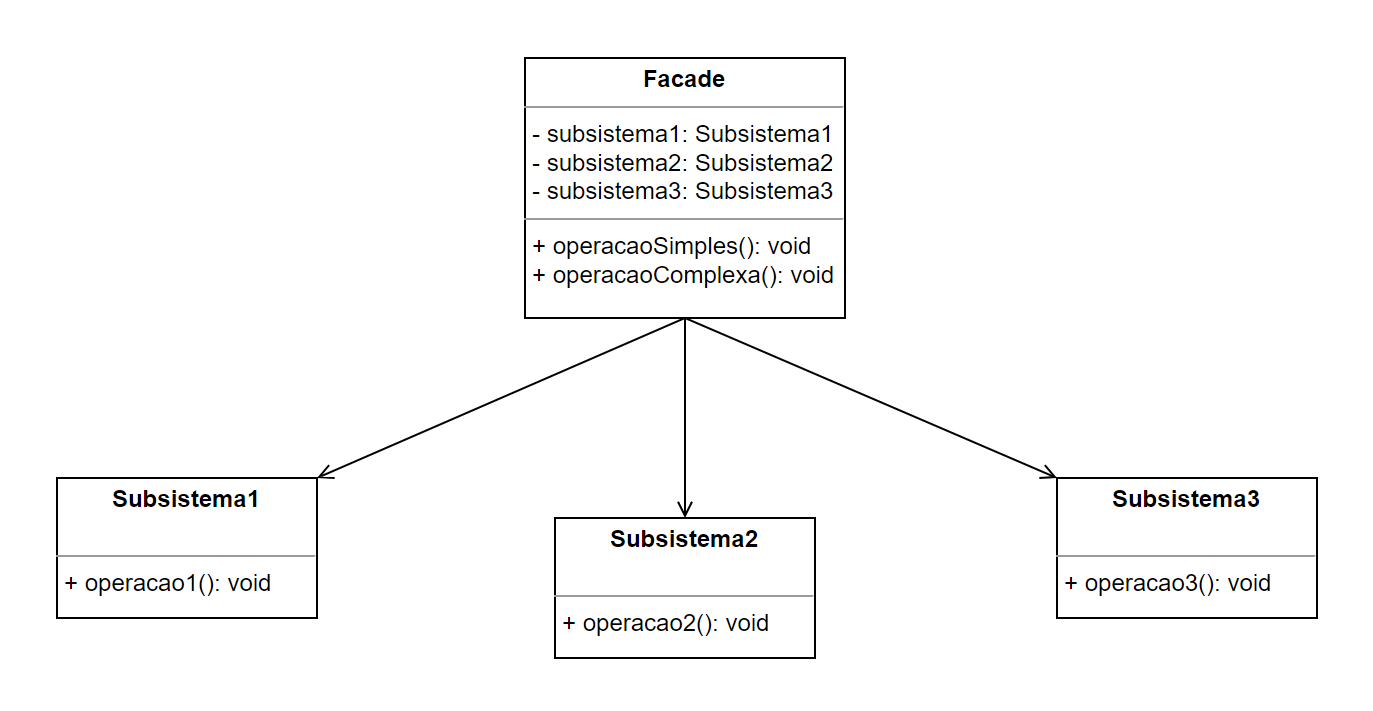 Facade
- subsistema1: Subsistema1
- subsistema2: Subsistema2
- subsistema3: Subsistema3
+ operacaoSimples(): void
+ operacaoComplexa(): void
Subsistema1
+ operacao1(): void
Subsistema2
+ operacao2(): void
Subsistema3
+ operacao3(): void